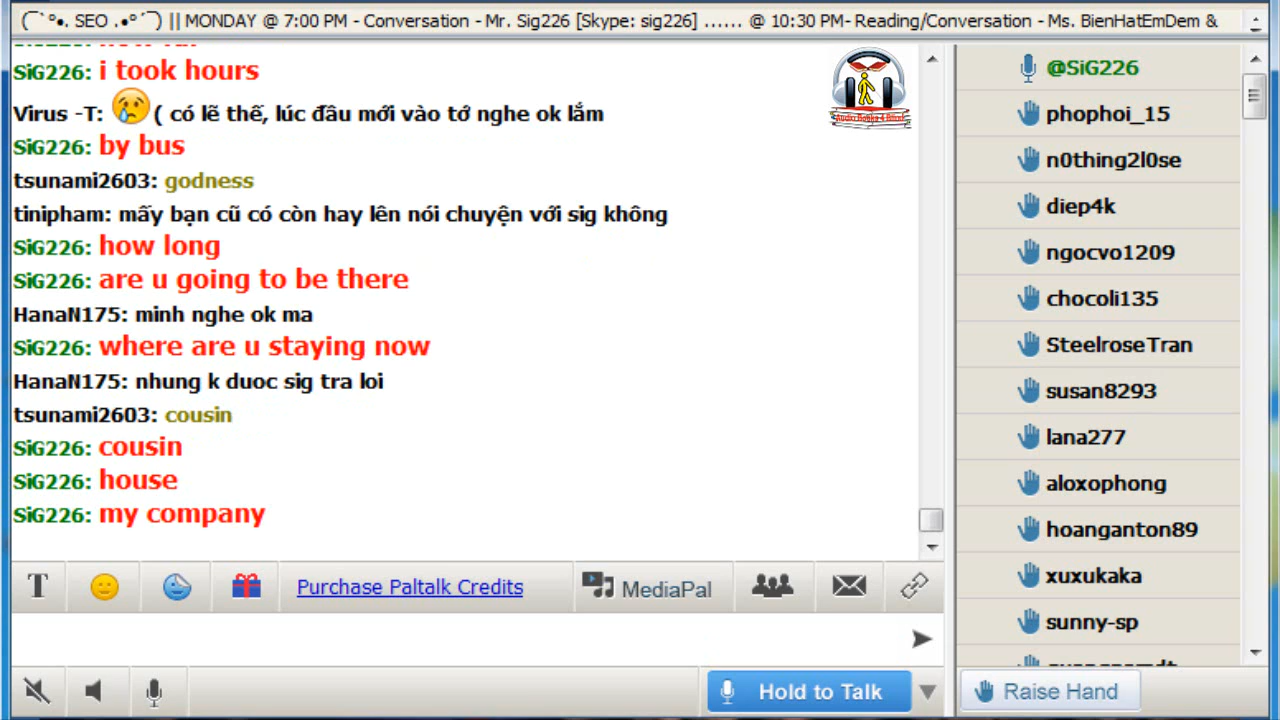 (¯`°•. SEO .•°´¯) || MONDAY @ 7:00 PM - Conversation - Mr. Sig226 [Skype: sig226] ...... @ 10:30 PM- Reading/Conversation - Ms. BienHatEmDem &
SiG226: i took hours
Virus -T: ( có lẽ thế, lúc đầu mới vào tớ nghe ok lắm
SiG226: by bus
tsunami2603: godness
tinipham: mấy bạn cũ có còn hay lên nói chuyện với sig không
SiG226: how long
SiG226: are u going to be there
HanaN175: minh nghe ok ma
SiG226: where are u staying now
HanaN175: nhung k duoc sig tra loi
tsunami2603: cousin
SiG226: cousin
SiG226: house
SiG226: my company
Audio Books 4 Blind
@SiG226
phophoi_15
n0thing2l0se
diep4k
ngocvo1209
chocoli135
SteelroseTran
susan8293
lana277
aloxophong
hoanganton89
xuxukaka
sunny-sp
T
Purchase Paltalk Credits
MediaPal
Hold to Talk
Raise Hand